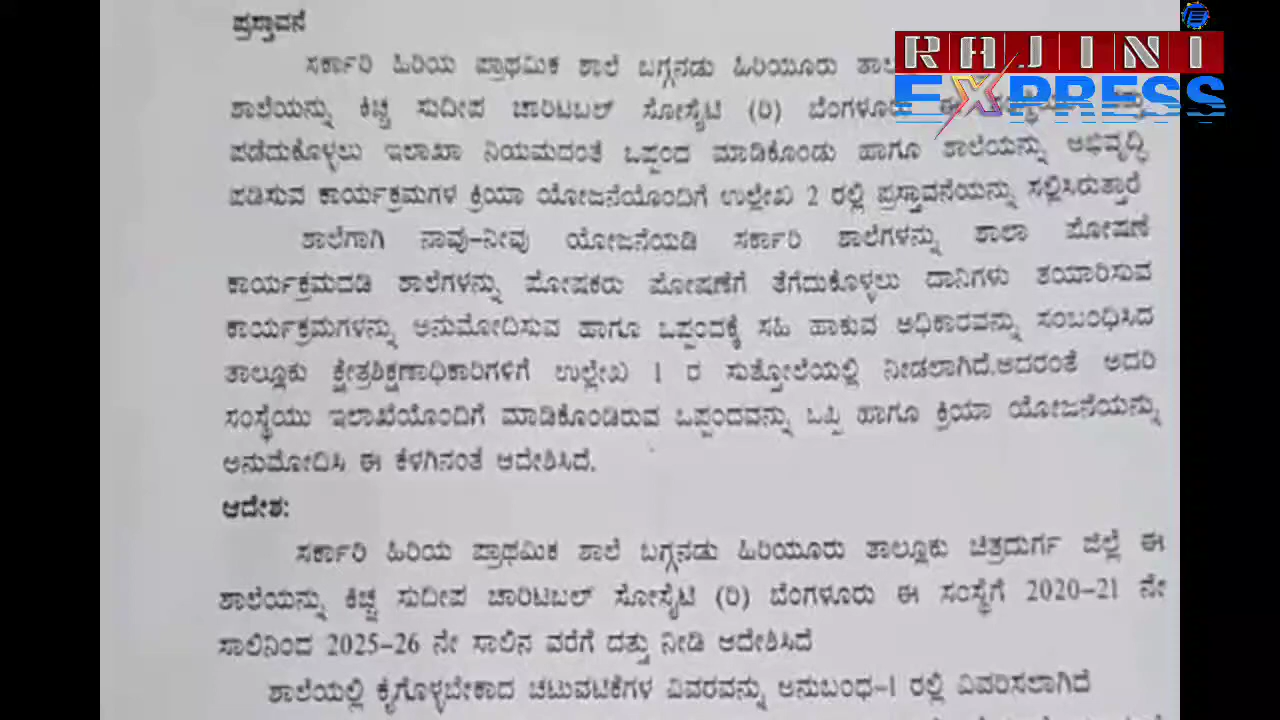 ಪ್ರಸ್ತಾವನೆ
RAJINI
EXPRESS
ಸರ್ಕಾರಿ ಹಿರಿಯ ಪ್ರಾಥಮಿಕ ಶಾಲೆ ಬಗ್ಗನಡು ಹಿರಿಯೂರು
ಶಾಲೆಯನ್ನು ಕಿಚ್ಚ ಸುದೀಪ ಚಾರಿಟಬಲ್ ಸೋಸೈಟಿ (ರಿ) ಬೆಂಗಳೂರು ಈ
ಪಡೆದುಕೊಳ್ಳಲು ಇಲಾಖಾ ನಿಯಮದಂತೆ ಒಪ್ಪಂದ ಮಾಡಿಕೊಂಡು ಹಾಗೂ ಶಾಲೆಯನ್ನು ಅಭಿವೃದ್ಧಿ
ಪಡಿಸುವ ಕಾರ್ಯಕ್ರಮಗಳ ಕ್ರಿಯಾ ಯೋಜನೆಯೊಂದಿಗೆ ಉಲ್ಲೇಖ 2 ರಲ್ಲಿ ಪ್ರಸ್ತಾವನೆಯನ್ನು ಸಲ್ಲಿಸಿರುತ್ತಾರೆ
ಶಾಲೆಗಾಗಿ ನಾವು-ನೀವು ಯೋಜನೆಯಡಿ ಸರ್ಕಾರಿ ಶಾಲೆಗಳನ್ನು ಶಾಲಾ ಪೋಷಣೆ
ಕಾರ್ಯಕ್ರಮದಡಿ ಶಾಲೆಗಳನ್ನು ಪೋಷಕರು ಪೋಷಣೆಗೆ ತೆಗೆದುಕೊಳ್ಳಲು ದಾನಿಗಳು ತಯಾರಿಸುವ
ಕಾರ್ಯಕ್ರಮಗಳನ್ನು ಅನುಮೋದಿಸುವ ಹಾಗೂ ಒಪ್ಪಂದಕ್ಕೆ ಸಹಿ ಹಾಕುವ ಅಧಿಕಾರವನ್ನು ಸಂಬಂಧಿಸಿದ
ತಾಲ್ಲೂಕು ಕ್ಷೇತ್ರಶಿಕ್ಷಣಾಧಿಕಾರಿಗಳಿಗೆ ಉಲ್ಲೇಖ 1 ರ ಸುತ್ತೋಲೆಯಲ್ಲಿ ನೀಡಲಾಗಿದೆ.ಅದರಂತೆ ಅದರಿ
ಸಂಸ್ಥೆಯು ಇಲಾಖೆಯೊಂದಿಗೆ ಮಾಡಿಕೊಂಡಿರುವ ಒಪ್ಪಂದವನ್ನು ಒಪ್ಪಿ ಹಾಗೂ ಕ್ರಿಯಾ ಯೋಜನೆಯನ್ನು
ಅನುಮೋದಿಸಿ ಈ ಕೆಳಗಿನಂತೆ ಆದೇಶಿಸಿದೆ.
ಆದೇಶ:
ಸರ್ಕಾರಿ ಹಿರಿಯ ಪ್ರಾಥಮಿಕ ಶಾಲೆ ಬಗ್ಗನಡು ಹಿರಿಯೂರು ತಾಲ್ಲೂಕು ಚಿತ್ರದುರ್ಗ ಜಿಲ್ಲೆ ಈ
ಶಾಲೆಯನ್ನು ಕಿಚ್ಚ ಸುದೀಪ ಚಾರಿಟಬಲ್ ಸೋಸೈಟಿ (ರಿ) ಬೆಂಗಳೂರು ಈ ಸಂಸ್ಥೆಗೆ 2020-21 ನೇ
ಸಾಲಿನಿಂದ 2025-26 ನೇ ಸಾಲಿನ ವರೆಗೆ ದತ್ತು ನೀಡಿ ಆದೇಶಿಸಿದೆ
ಶಾಲೆಯಲ್ಲಿ ಕೈಗೊಳ್ಳಬೇಕಾದ ಚಟುವಟಿಕೆಗಳ ವಿವರವನ್ನು ಅನುಬಂಧ-1 ರಲ್ಲಿ ವಿವರಿಸಲಾಗಿದೆ